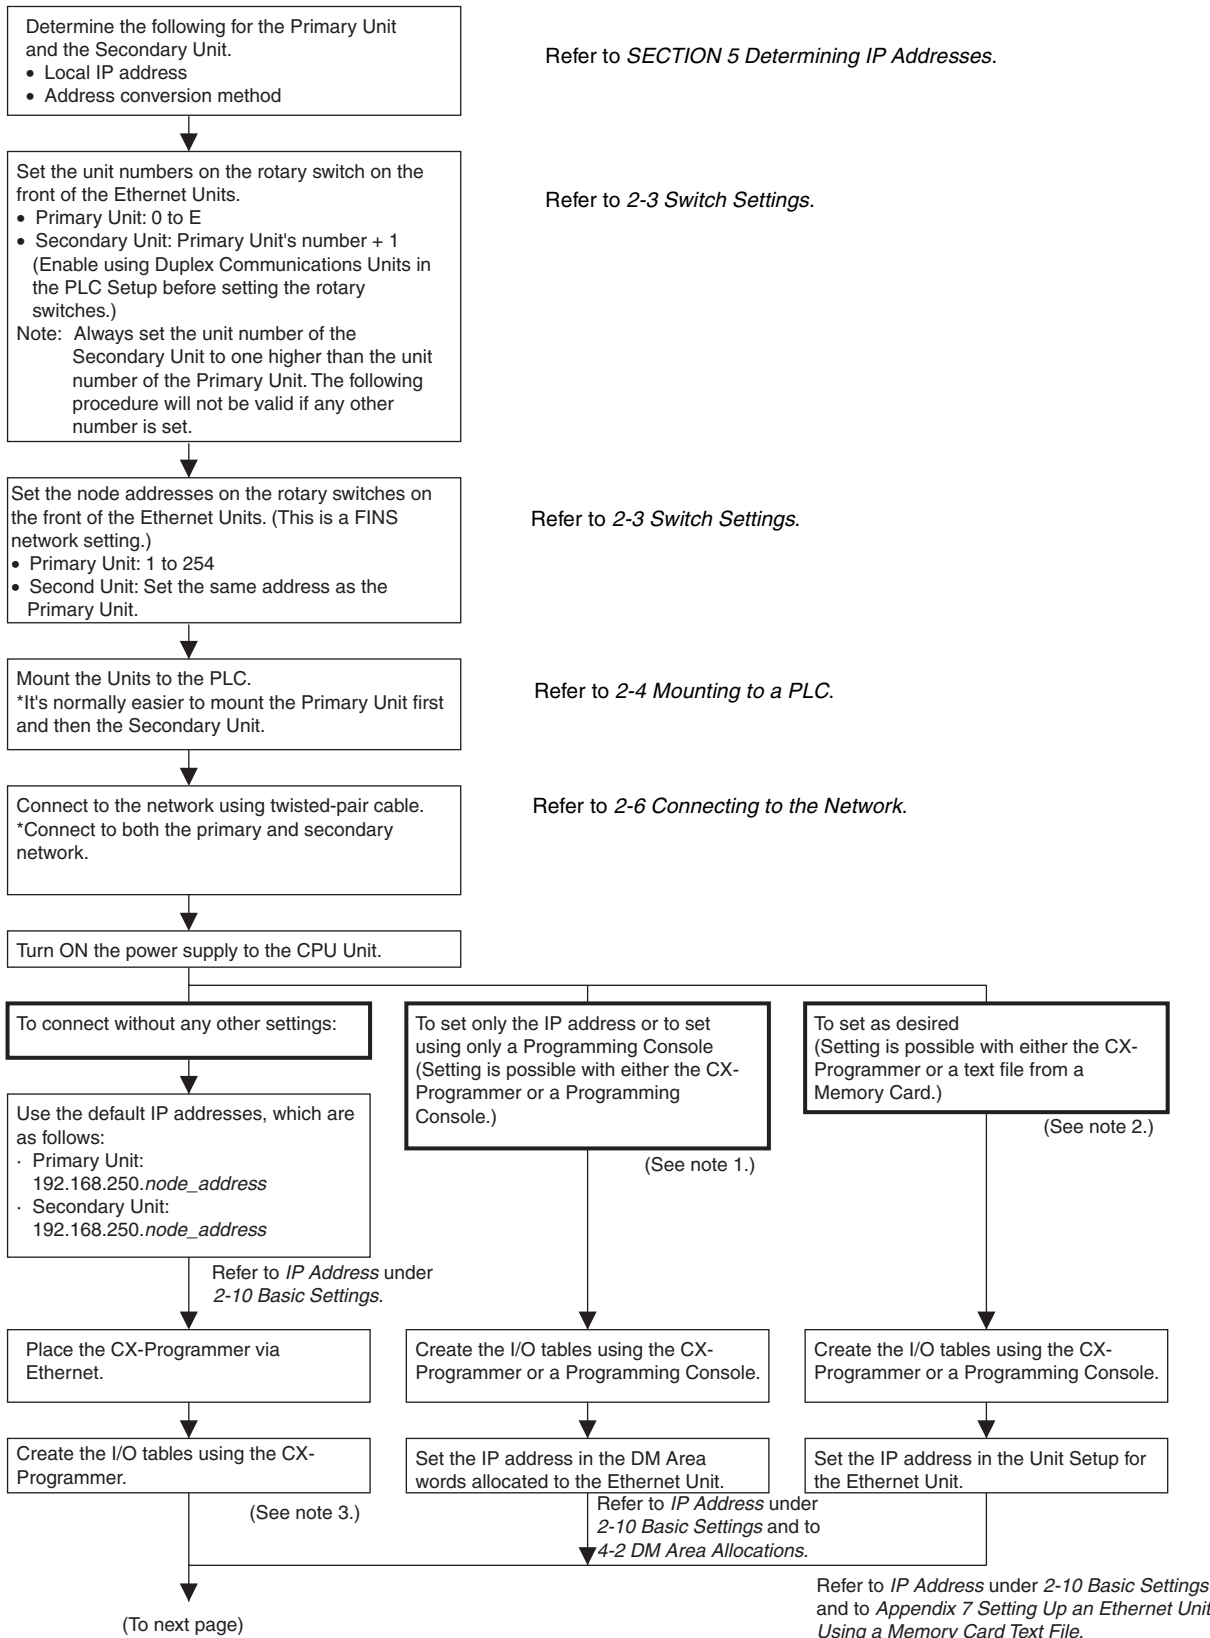 Determine the following for the Primary Unit
and the Secondary Unit.
• Local IP address
• Address conversion method
Refer to SECTION 5 Determining IP Addresses.
Set the unit numbers on the rotary switch on the
front of the Ethernet Units.
• Primary Unit: 0 to E
• Secondary Unit: Primary Unit's number + 1
(Enable using Duplex Communications Units in
the PLC Setup before setting the rotary
switches.)
Note: Always set the unit number of the
Secondary Unit to one higher than the unit
number of the Primary Unit. The following
procedure will not be valid if any other
number is set.
Refer to 2-3 Switch Settings.
Set the node addresses on the rotary switches on
the front of the Ethernet Units. (This is a FINS
network setting.)
• Primary Unit: 1 to 254
• Second Unit: Set the same address as the
Primary Unit.
Refer to 2-3 Switch Settings.
Mount the Units to the PLC.
*It's normally easier to mount the Primary Unit first
and then the Secondary Unit.
Refer to 2-4 Mounting to a PLC.
Connect to the network using twisted-pair cable.
*Connect to both the primary and secondary
network.
Refer to 2-6 Connecting to the Network.
Turn ON the power supply to the CPU Unit.
To connect without any other settings:
Use the default IP addresses, which are
as follows:
· Primary Unit:
192.168.250.node_address
· Secondary Unit:
192.168.250.node_address
Refer to IP Address under
2-10 Basic Settings.
Place the CX-Programmer via
Ethernet.
Create the I/O tables using the CX-
Programmer.
(See note 3.)
To set only the IP address or to set
using only a Programming Console
(Setting is possible with either the CX-
Programmer or a Programming
Console.)
(See note 1.)
Create the I/O tables using the CX-
Programmer or a Programming Console.
Set the IP address in the DM Area
words allocated to the Ethernet Unit.
Refer to IP Address under
2-10 Basic Settings and to
4-2 DM Area Allocations.
To set as desired
(Setting is possible with either the CX-
Programmer or a text file from a
Memory Card.)
(See note 2.)
Create the I/O tables using the CX-
Programmer or a Programming Console.
Set the IP address in the Unit Setup for
the Ethernet Unit.
Refer to IP Address under 2-10 Basic Settings
and to Appendix 7 Setting Up an Ethernet Unit
Using a Memory Card Text File.
(To next page)